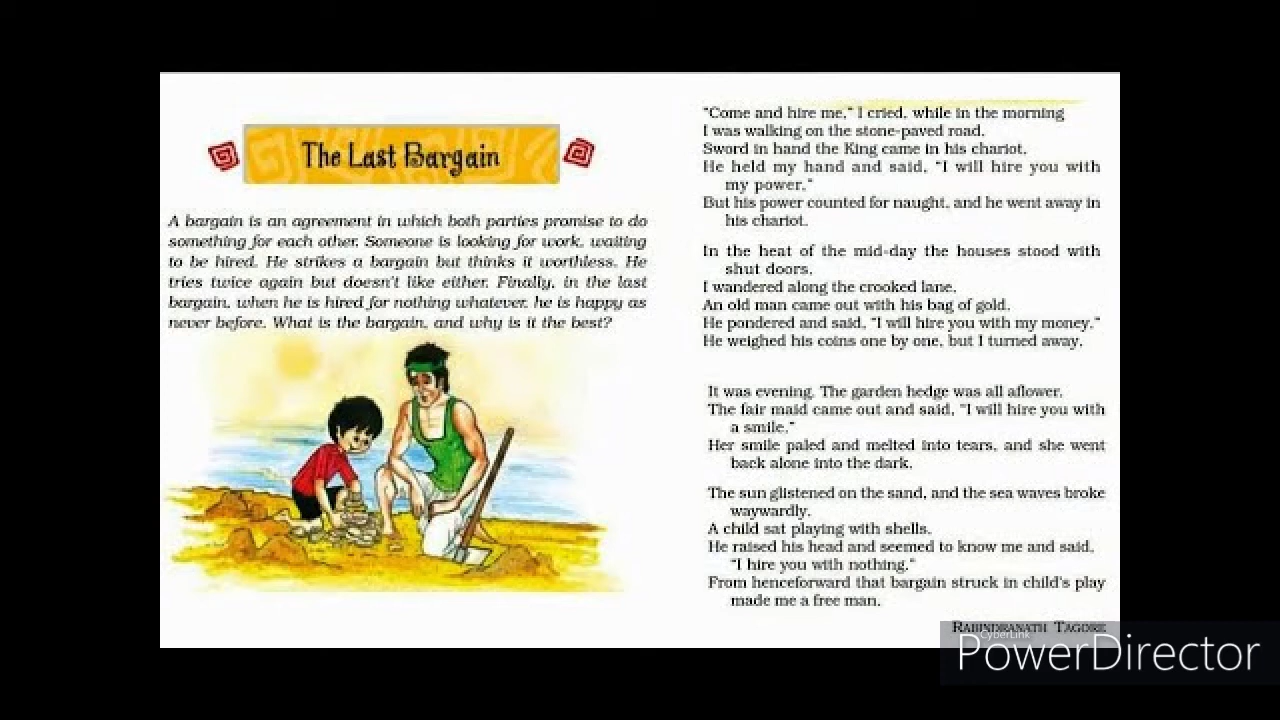 The Last Bargain
A bargain is an agreement in which both parties promise to do
something for each other. Someone is looking for work, waiting
to be hired. He strikes a bargain but thinks it worthless. He
tries twice again but doesn't like either. Finally, in the last
bargain, when he is hired for nothing whatever, he is happy as
never before. What is the bargain, and why is it the best?
"Come and hire me," I cried, while in the morning
I was walking on the stone-paved road.
Sword in hand the King came in his chariot.
He held my hand and said, "I will hire you with
my power."
But his power counted for naught, and he went away in
his chariot.
In the heat of the mid-day the houses stood with
shut doors.
I wandered along the crooked lane.
An old man came out with his bag of gold.
He pondered and said, "I will hire you with my money."
He weighed his coins one by one, but I turned away.
It was evening. The garden hedge was all aflower.
The fair maid came out and said, "I will hire you with
a smile."
Her smile paled and melted into tears, and she went
back alone into the dark.
The sun glistened on the sand, and the sea waves broke
waywardly.
A child sat playing with shells.
He raised his head and seemed to know me and said,
"I hire you with nothing."
From henceforward that bargain struck in child's play
made me a free man.
RABINDRANATH TAGORE
CyberLink
PowerDirector